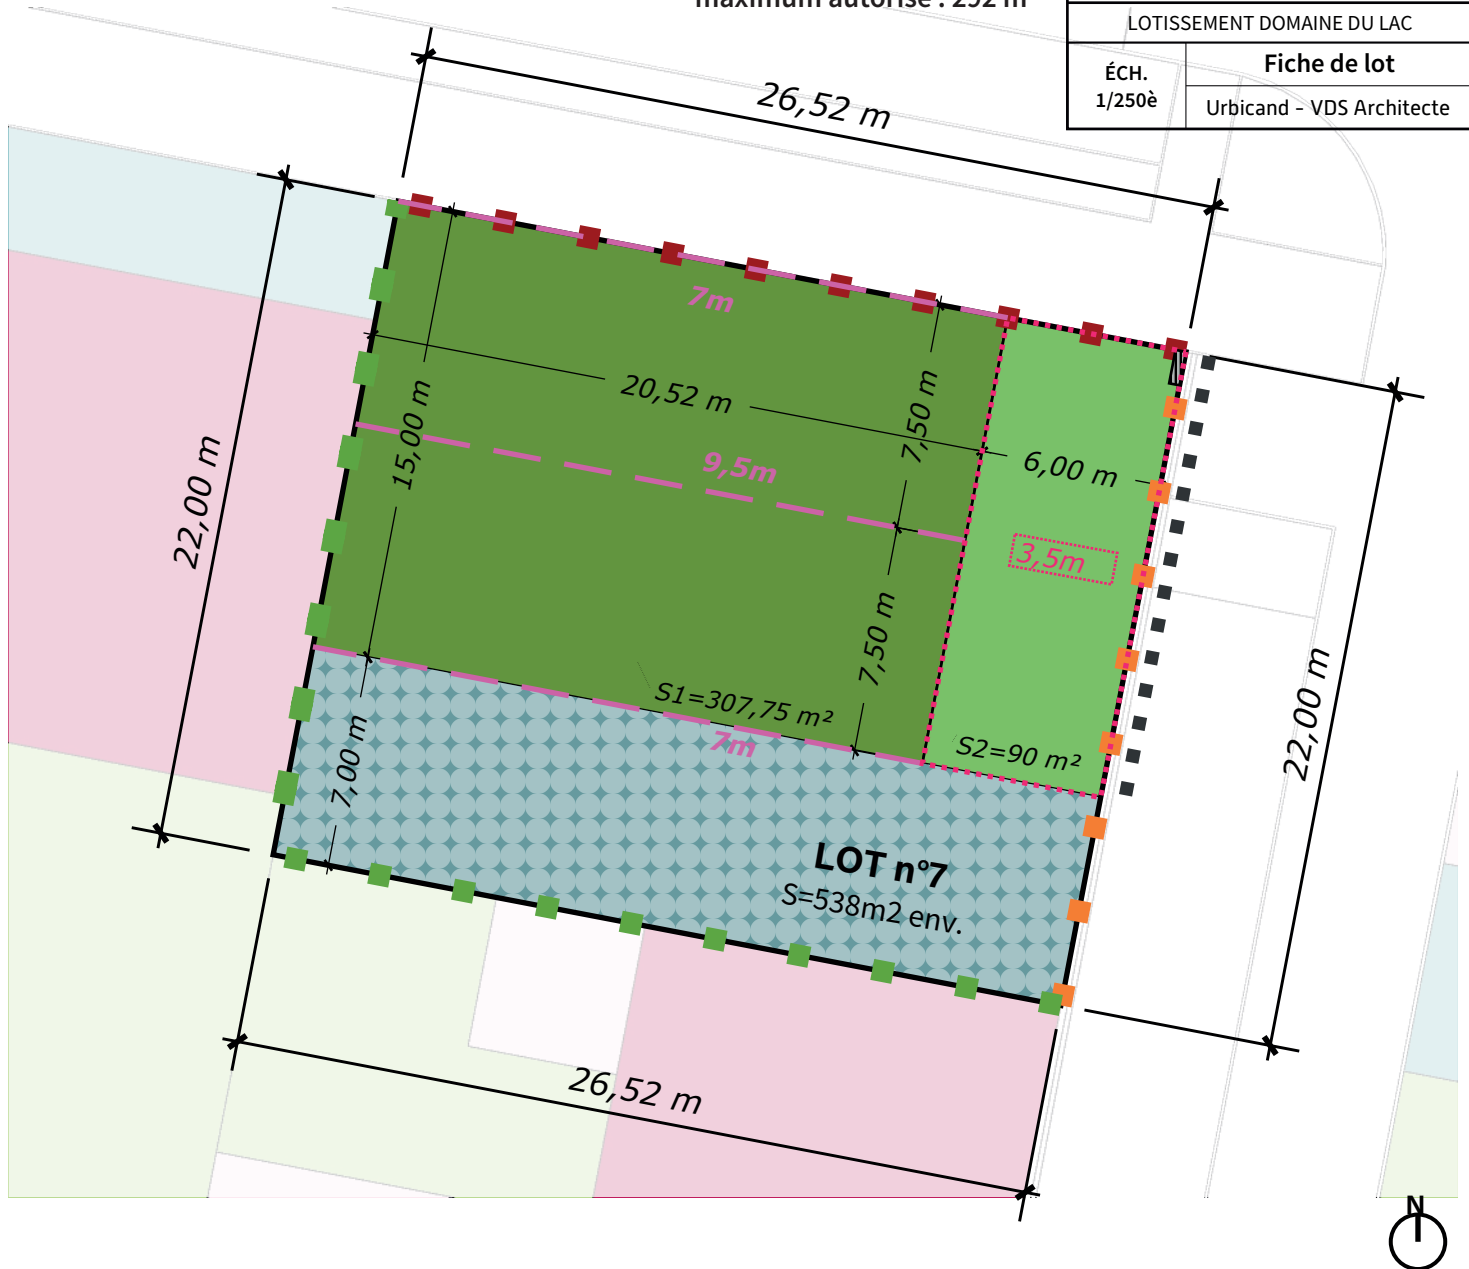 maximum autorisé : 292 m
LOTISSEMENT DOMAINE DU LAC
ÉCH.
1/250è
Fiche de lot
Urbicand - VDS Architecte
26,52 m
22,00 m
7m
20,52 m
15,00 m
7,50 m
9,5m
6,00 m
3,5m
7,50 m
S1=307,75 m²
7m
S2=90 m²
7,00 m
22,00 m
LOT n°7
S=538m2 env.
26,52 m
N